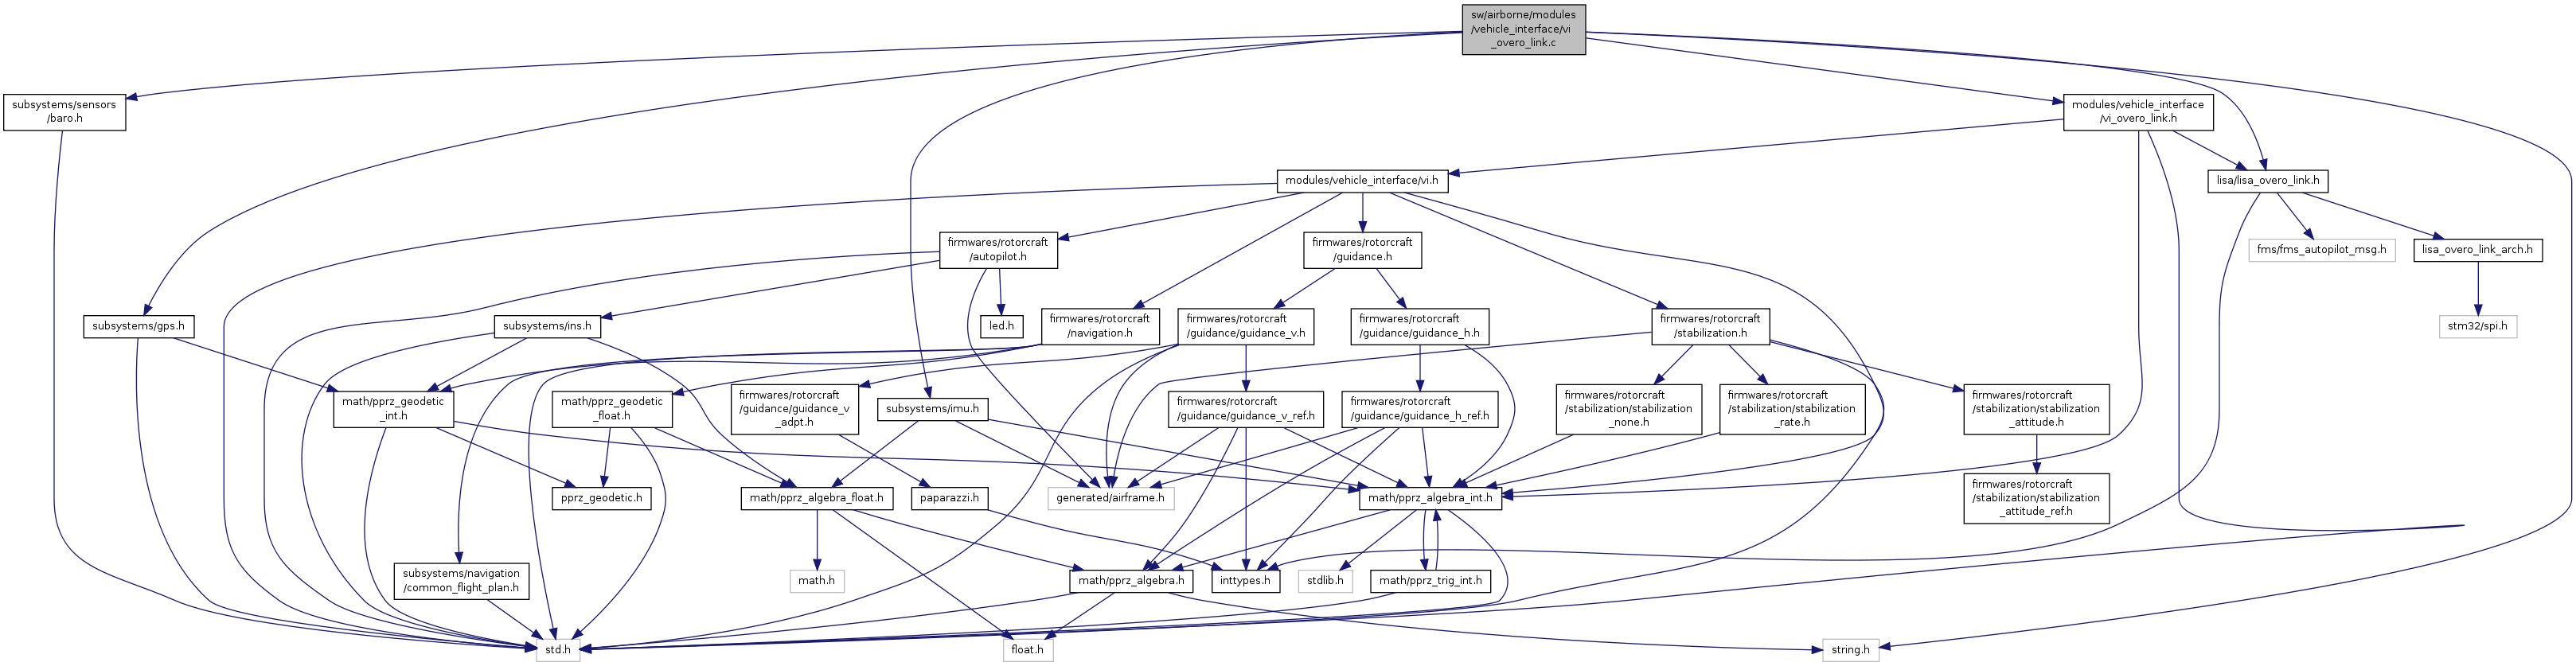 sw/airborne/modules
/vehicle_interface/vi
_overo_link.c
subsystems/sensors
/baro.h
modules/vehicle_interface
/vi_overo_link.h
modules/vehicle_interface/vi.h
lisa/lisa_overo_link.h
firmwares/rotorcraft
/autopilot.h
firmwares/rotorcraft
/guidance.h
fms/fms_autopilot_msg.h
lisa_overo_link_arch.h
subsystems/gps.h
subsystems/ins.h
led.h
firmwares/rotorcraft
/navigation.h
firmwares/rotorcraft
/guidance/guidance_v.h
firmwares/rotorcraft
/guidance/guidance_h.h
firmwares/rotorcraft
/stabilization.h
stm32/spi.h
math/pprz_geodetic
_int.h
math/pprz_geodetic
_float.h
firmwares/rotorcraft
/guidance/guidance_v
_adpt.h
subsystems/imu.h
firmwares/rotorcraft
/guidance/guidance_v_ref.h
firmwares/rotorcraft
/guidance/guidance_h_ref.h
firmwares/rotorcraft
/stabilization/stabilization
_none.h
firmwares/rotorcraft
/stabilization/stabilization
_rate.h
firmwares/rotorcraft
/stabilization/stabilization
_attitude.h
pprz_geodetic.h
math/pprz_algebra_float.h
paparazzi.h
generated/airframe.h
math/pprz_algebra_int.h
firmwares/rotorcraft
/stabilization/stabilization
_attitude_ref.h
subsystems/navigation
/common_flight_plan.h
math.h
math/pprz_algebra.h
inttypes.h
stdlib.h
math/pprz_trig_int.h
std.h
float.h
string.h